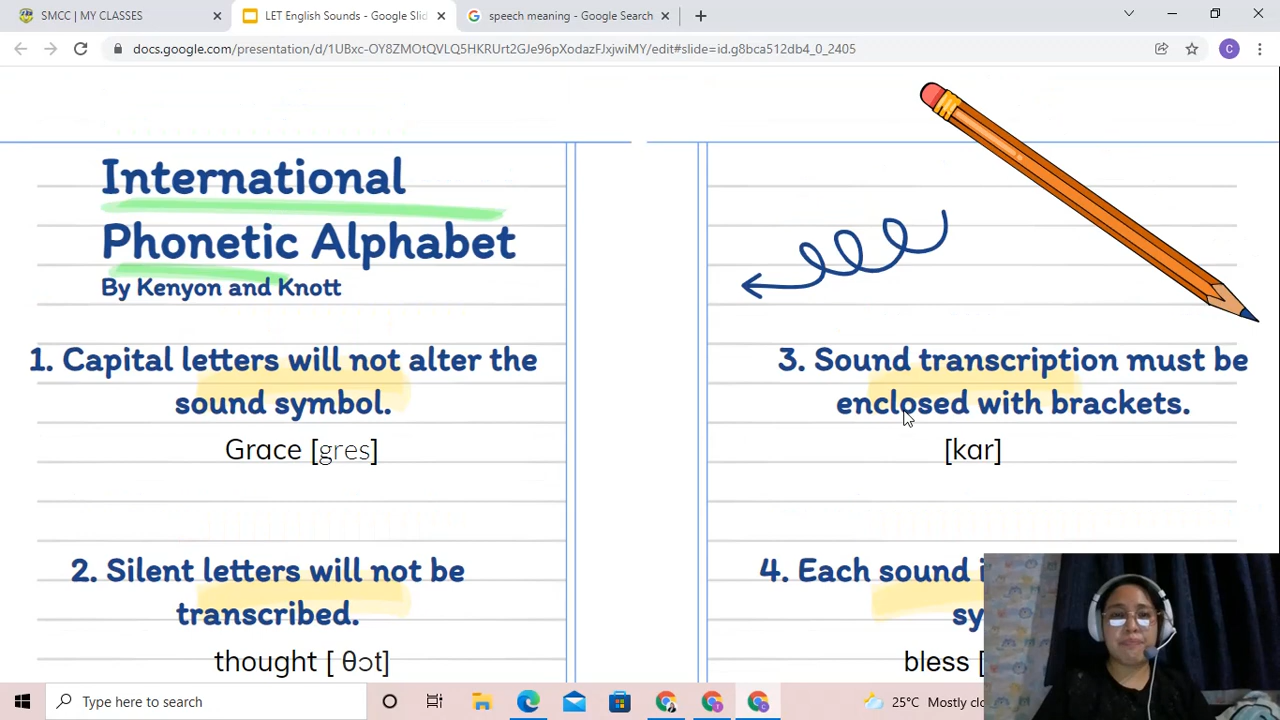 SMCC | MY CLASSES
LET English Sounds - Google Slid
speech meaning - Google Search
docs.google.com/presentation/d/1UBxc-OY8ZMOtQVLQ5HKRUrt2GJe96pXodazFJxjwiMY/edit#slide=id.g8bca512db4_0_2405
C
International
Phonetic Alphabet
By Kenyon and Knott
1. Capital letters will not alter the
sound symbol.
Grace [gres]
2. Silent letters will not be
transcribed.
thought [ θɔt]
3. Sound transcription must be
enclosed with brackets.
[kɑr]
4. Each sound i
sy
bless [
Type here to search
25°C Mostly clo